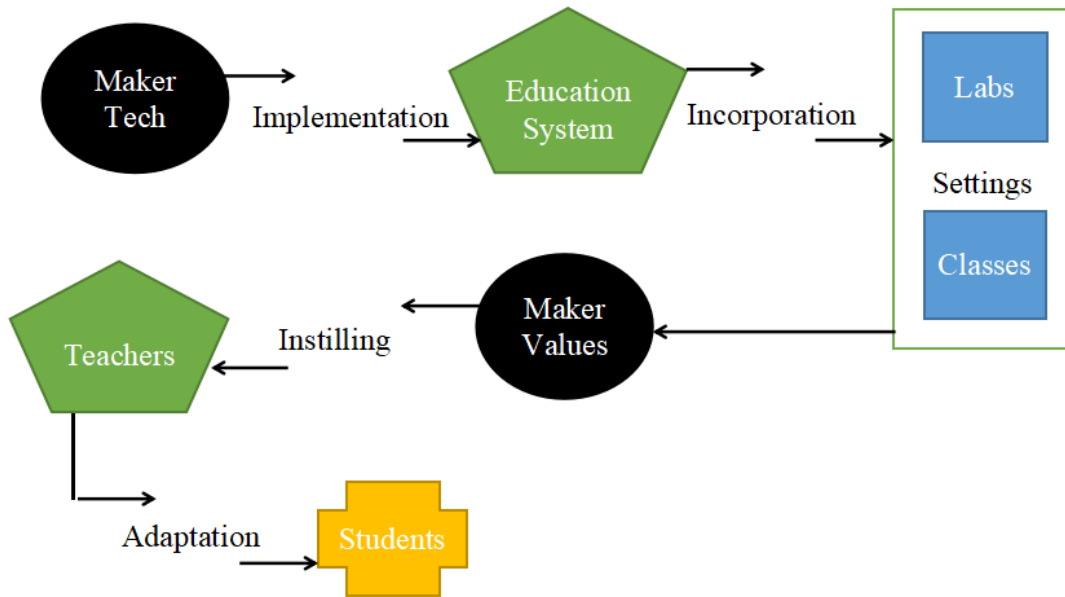 Maker
Tech
Implementation
Education
System
Incorporation
Labs
Settings
Classes
Maker
Values
Instilling
Teachers
Adaptation
Students